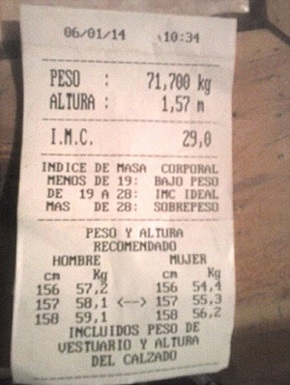 06/01/14 10:34
PESO : 71,700 kg
ALTURA : 1,57 m
I.M.C. 29,0
INDICE DE MASA CORPORAL
MENOS DE 19: BAJO PESO
DE 19 A 28: IMC IDEAL
MAS DE 28: SOBREPESO
PESO Y ALTURA
RECOMENDADO
HOMBRE MUJER
cm Kg cm Kg
156 57,2 156 54,4
157 58,1 <--> 157 55,3
158 59,1 158 56,2
INCLUIDOS PESO DE
VESTUARIO Y ALTURA
DEL CALZADO